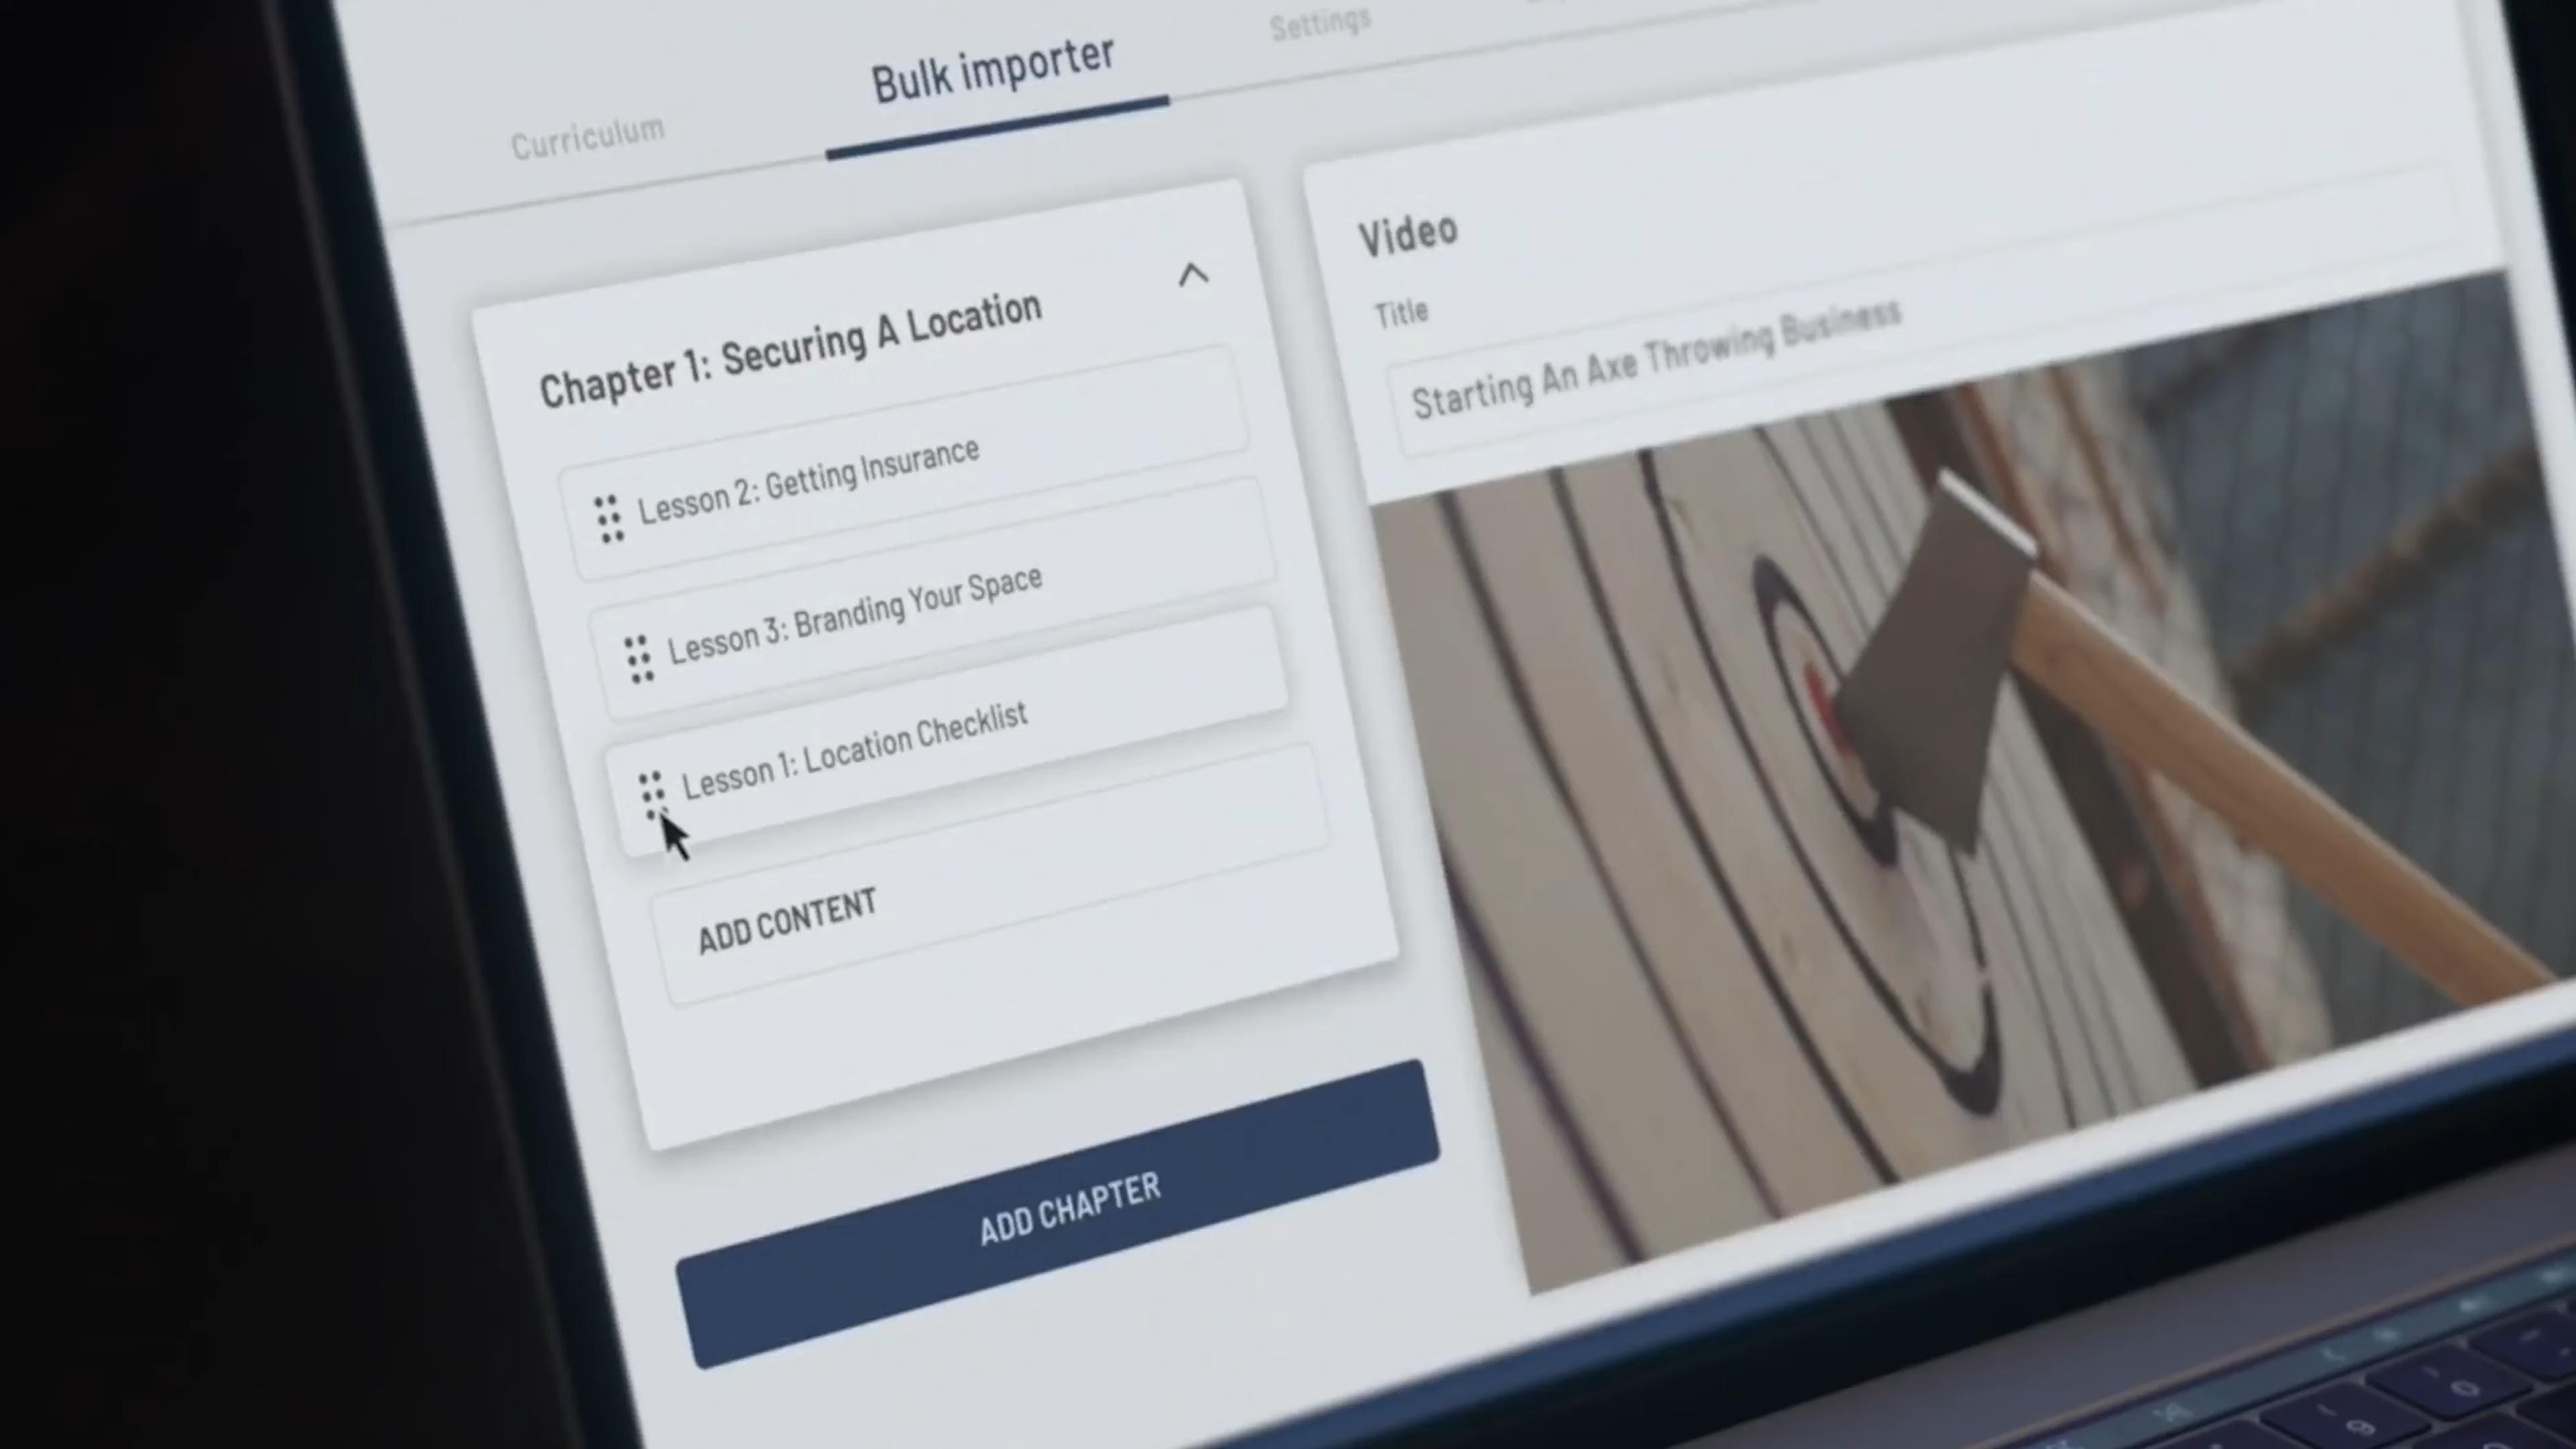 Settings
Bulk importer
Curriculum
Chapter 1: Securing A Location
Lesson 2: Getting Insurance
Lesson 3: Branding Your Space
Lesson 1: Location Checklist
ADD CONTENT
ADD CHAPTER
Video
Title
Starting An Axe Throwing Business